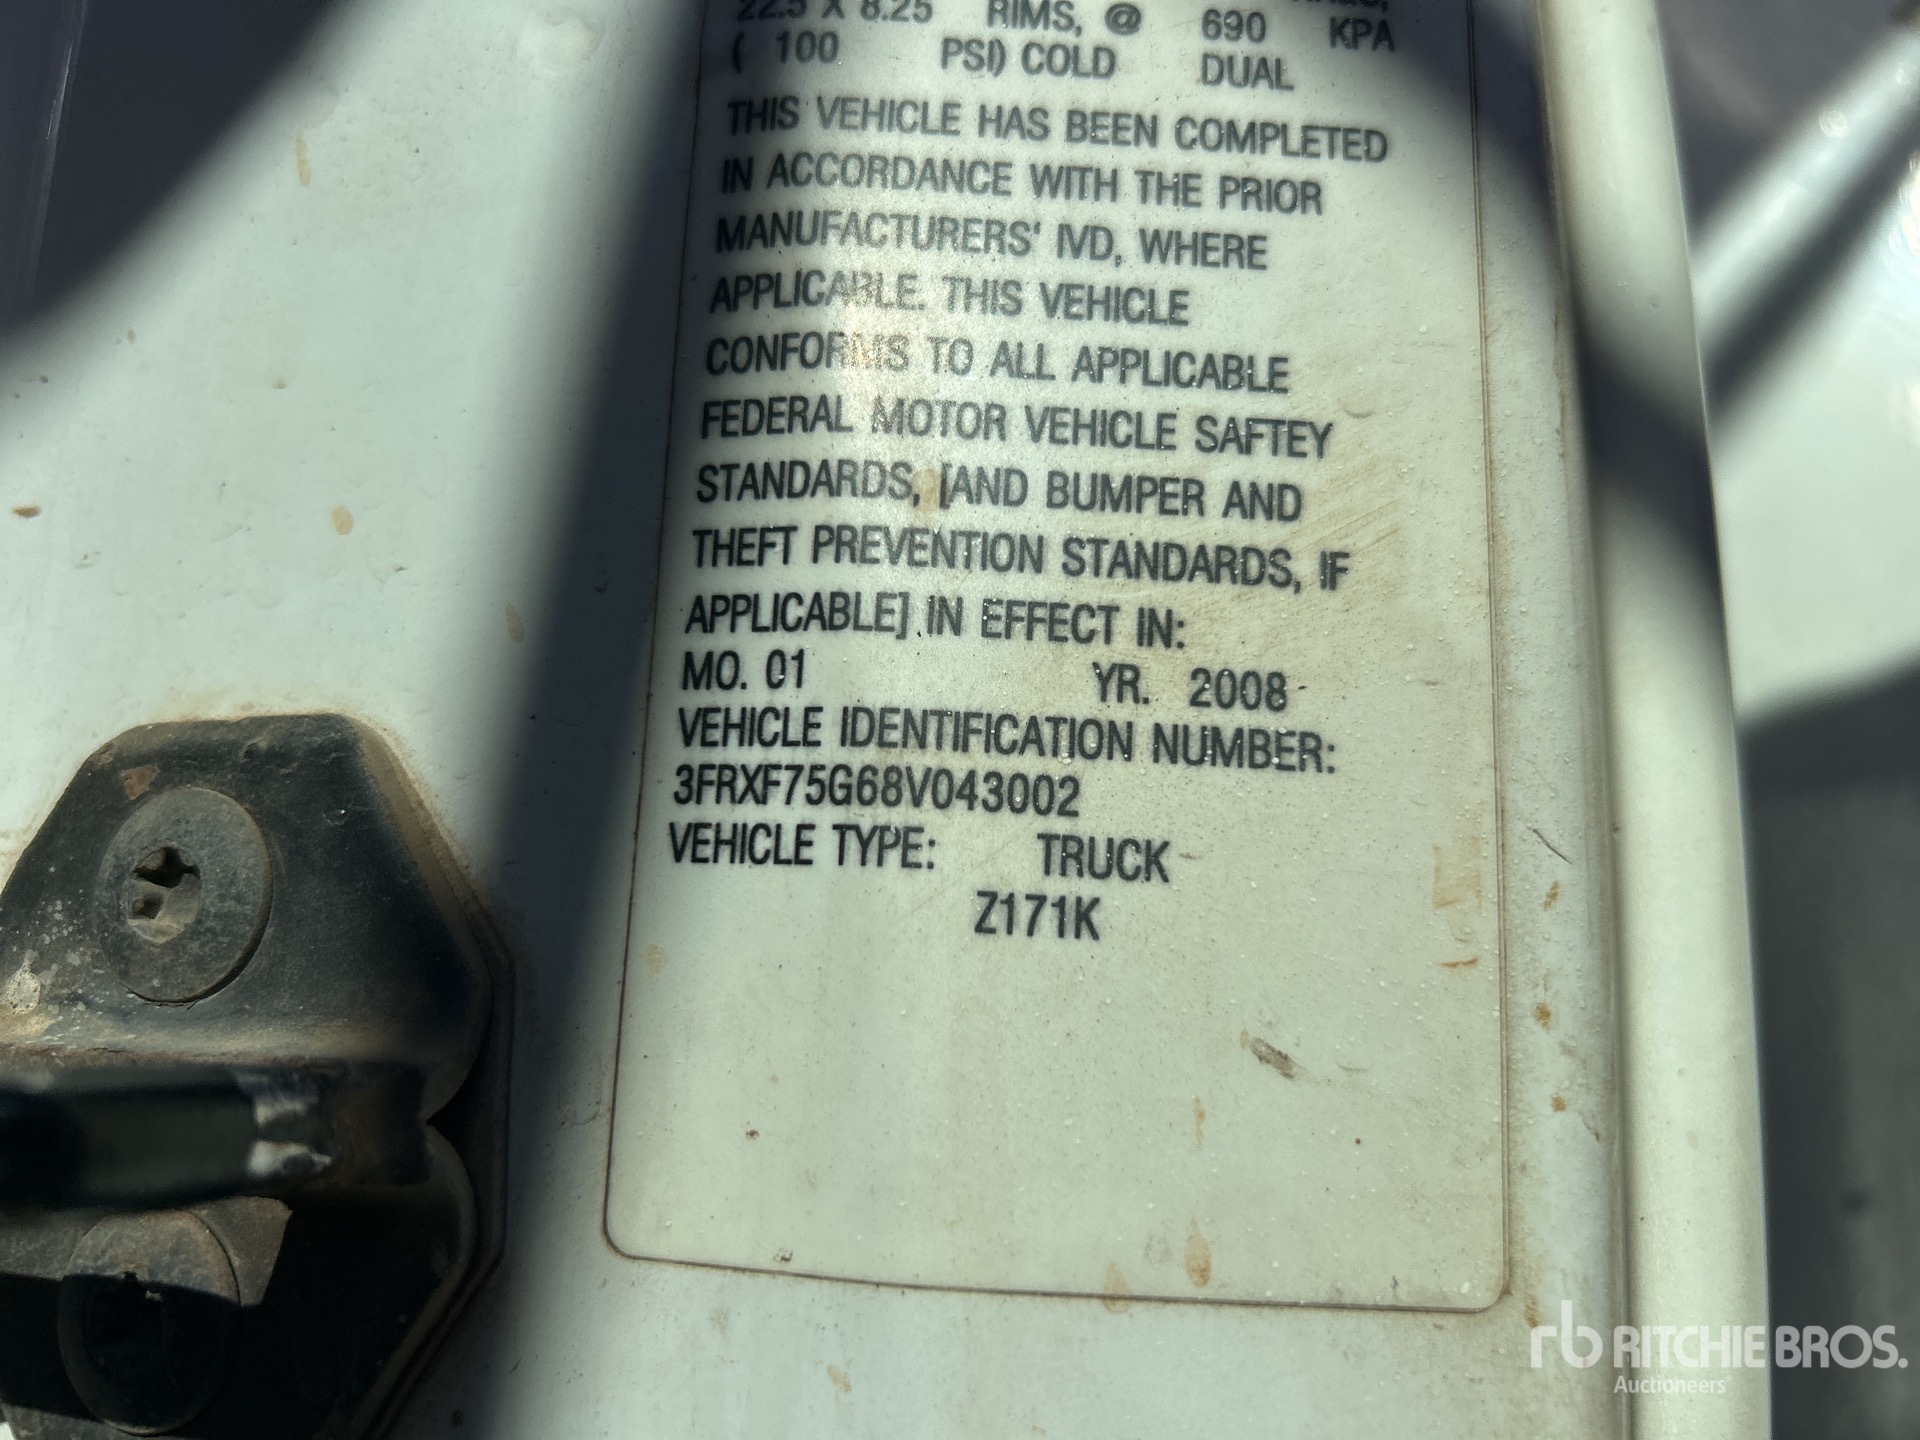 22.5 X 8.25 RIMS, @ 690 KPA
( 100 PSI) COLD DUAL
THIS VEHICLE HAS BEEN COMPLETED
IN ACCORDANCE WITH THE PRIOR
MANUFACTURERS' IVD, WHERE
APPLICABLE. THIS VEHICLE
CONFORMS TO ALL APPLICABLE
FEDERAL MOTOR VEHICLE SAFTEY
STANDARDS, [AND BUMPER AND
THEFT PREVENTION STANDARDS, IF
APPLICABLE] IN EFFECT IN:
MO. 01 YR. 2008
VEHICLE IDENTIFICATION NUMBER:
3FRXF75G68V043002
VEHICLE TYPE: TRUCK
Z171K
rb RITCHIE BROS.
Auctioneers